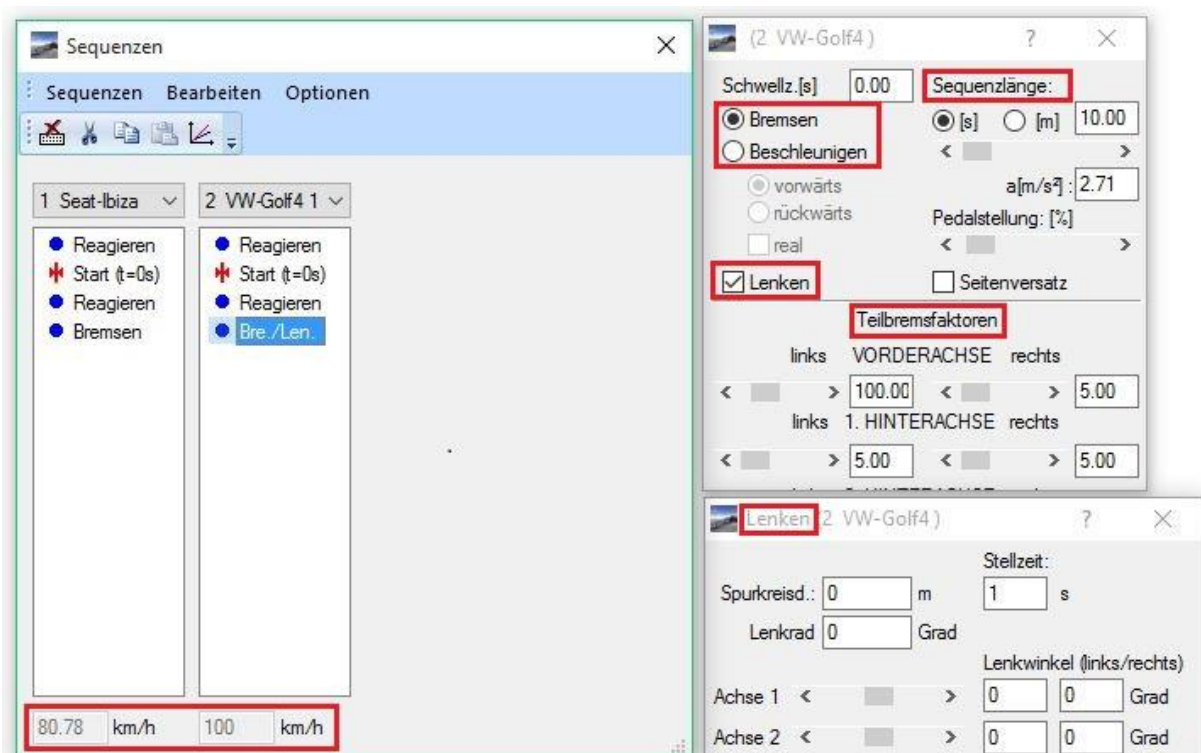 Sequenzen
Sequenzen Bearbeiten Optionen
1 Seat-Ibiza 2 VW-Golf4 1
Reagieren
Start (t=0s)
Reagieren
Bremsen
Reagieren
Start (t=0s)
Reagieren
Bre./Len.
80.78 km/h 100 km/h
(2 VW-Golf4 ) ?
Schwellz.[s] 0.00 Sequenzlänge:
Bremsen [s] [m] 10.00
Beschleunigen
vorwärts a[m/s²] : 2.71
rückwärts Pedalstellung: [%]
real
Lenken Seitenversatz
Teilbremsfaktoren
links VORDERACHSE rechts
100.00 5.00
links 1. HINTERACHSE rechts
5.00 5.00
Lenken (2 VW-Golf4 ) ?
Stellzeit:
Spurkreisd.: 0 m 1 s
Lenkrad 0 Grad
Lenkwinkel (links/rechts)
Achse 1 0 0 Grad
Achse 2 0 0 Grad